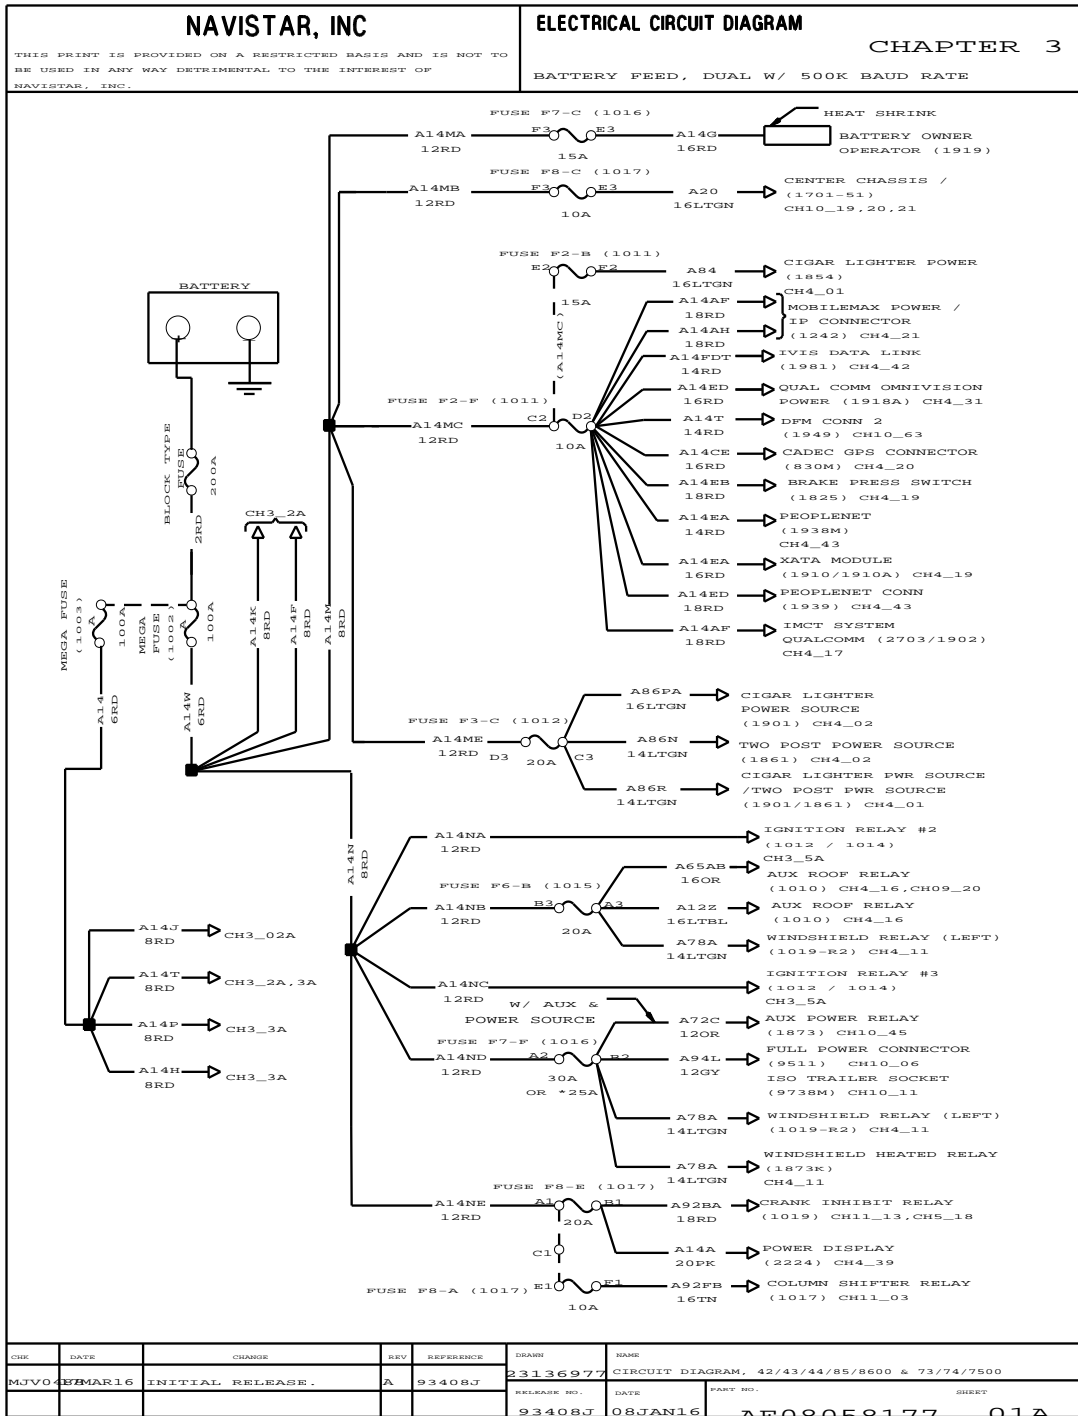 NAVISTAR, INC
THIS PRINT IS PROVIDED ON A RESTRICTED BASIS AND IS NOT TO
BE USED IN ANY WAY DETRIMENTAL TO THE INTEREST OF
NAVISTAR, INC.
ELECTRICAL CIRCUIT DIAGRAM
CHAPTER 3
BATTERY FEED, DUAL W/ 500K BAUD RATE
FUSE F7-C (1016)
HEAT SHRINK
A14MA
12RD
F3
E3
15A
A14G
16RD
BATTERY OWNER
OPERATOR (1919)
FUSE F8-C (1017)
A14MB
12RD
F3
E3
10A
A20
16LTGN
CENTER CHASSIS /
(1701-51)
CH10_19,20,21
FUSE F2-B (1011)
E2
F2
15A
(A14MC)
A84
16LTGN
CIGAR LIGHTER POWER
(1854)
CH4_01
A14AF
18RD
A14AH
18RD
MOBILEMAX POWER /
IP CONNECTOR
(1242) CH4_21
A14FDT
14RD
IVIS DATA LINK
(1981) CH4_42
A14ED
16RD
QUAL COMM OMNIVISION
POWER (1918A) CH4_31
FUSE F2-F (1011)
A14MC
12RD
C2
D2
10A
A14T
14RD
DFM CONN 2
(1949) CH10_63
A14CE
16RD
CADEC GPS CONNECTOR
(830M) CH4_20
A14EB
18RD
BRAKE PRESS SWITCH
(1825) CH4_19
A14EA
14RD
PEOPLENET
(1938M)
CH4_43
A14EA
16RD
XATA MODULE
(1910/1910A) CH4_19
A14ED
18RD
PEOPLENET CONN
(1939) CH4_43
A14AF
18RD
IMCT SYSTEM
QUALCOMM (2703/1902)
CH4_17
BATTERY
BLOCK TYPE
FUSE
200A
2RD
CH3_2A
MEGA FUSE
(1003)
A
100A
MEGA
FUSE
(1002)
A
100A
A14K
8RD
A14F
8RD
A14M
8RD
A14
6RD
A14W
6RD
FUSE F3-C (1012)
A14ME
12RD
D3
20A
C3
A86PA
16LTGN
CIGAR LIGHTER
POWER SOURCE
(1901) CH4_02
A86N
14LTGN
TWO POST POWER SOURCE
(1861) CH4_02
A86R
14LTGN
CIGAR LIGHTER PWR SOURCE
/TWO POST PWR SOURCE
(1901/1861) CH4_01
A14N
8RD
A14NA
12RD
IGNITION RELAY #2
(1012 / 1014)
CH3_5A
FUSE F6-B (1015)
A14NB
12RD
B3
A3
20A
A65AB
16OR
AUX ROOF RELAY
(1010) CH4_16,CH09_20
A12Z
16LTBL
AUX ROOF RELAY
(1010) CH4_16
A78A
14LTGN
WINDSHIELD RELAY (LEFT)
(1019-R2) CH4_11
A14NC
12RD
IGNITION RELAY #3
(1012 / 1014)
CH3_5A
W/ AUX &
POWER SOURCE
FUSE F7-F (1016)
A14ND
12RD
A2
B2
30A
OR *25A
A72C
12OR
AUX POWER RELAY
(1873) CH10_45
A94L
12GY
FULL POWER CONNECTOR
(9511) CH10_06
ISO TRAILER SOCKET
(9738M) CH10_11
A78A
14LTGN
WINDSHIELD RELAY (LEFT)
(1019-R2) CH4_11
A78A
14LTGN
WINDSHIELD HEATED RELAY
(1873K)
CH4_11
A14J
8RD
CH3_02A
A14T
8RD
CH3_2A,3A
A14P
8RD
CH3_3A
A14H
8RD
CH3_3A
FUSE F8-E (1017)
A14NE
12RD
A1
B1
20A
A92BA
18RD
CRANK INHIBIT RELAY
(1019) CH11_13,CH5_18
C1
A14A
20PK
POWER DISPLAY
(2224) CH4_39
FUSE F8-A (1017)
E1
F1
10A
A92FB
16TN
COLUMN SHIFTER RELAY
(1017) CH11_03
CHK
DATE
CHANGE
REV
REFERENCE
DRAWN
NAME
INITIAL RELEASE.
A
93408J
23136977
CIRCUIT DIAGRAM, 42/43/44/85/8600 & 73/74/7500
RELEASE NO.
DATE
PART NO.
SHEET
93408J
08JAN16
AE08058177
01A